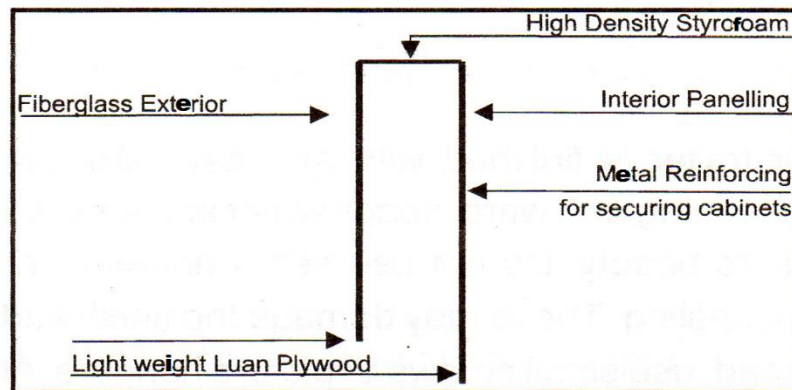 High Density Styrofoam
Fiberglass Exterior
Interior Panelling
Metal Reinforcing
for securing cabinets
Light weight Luan Plywood